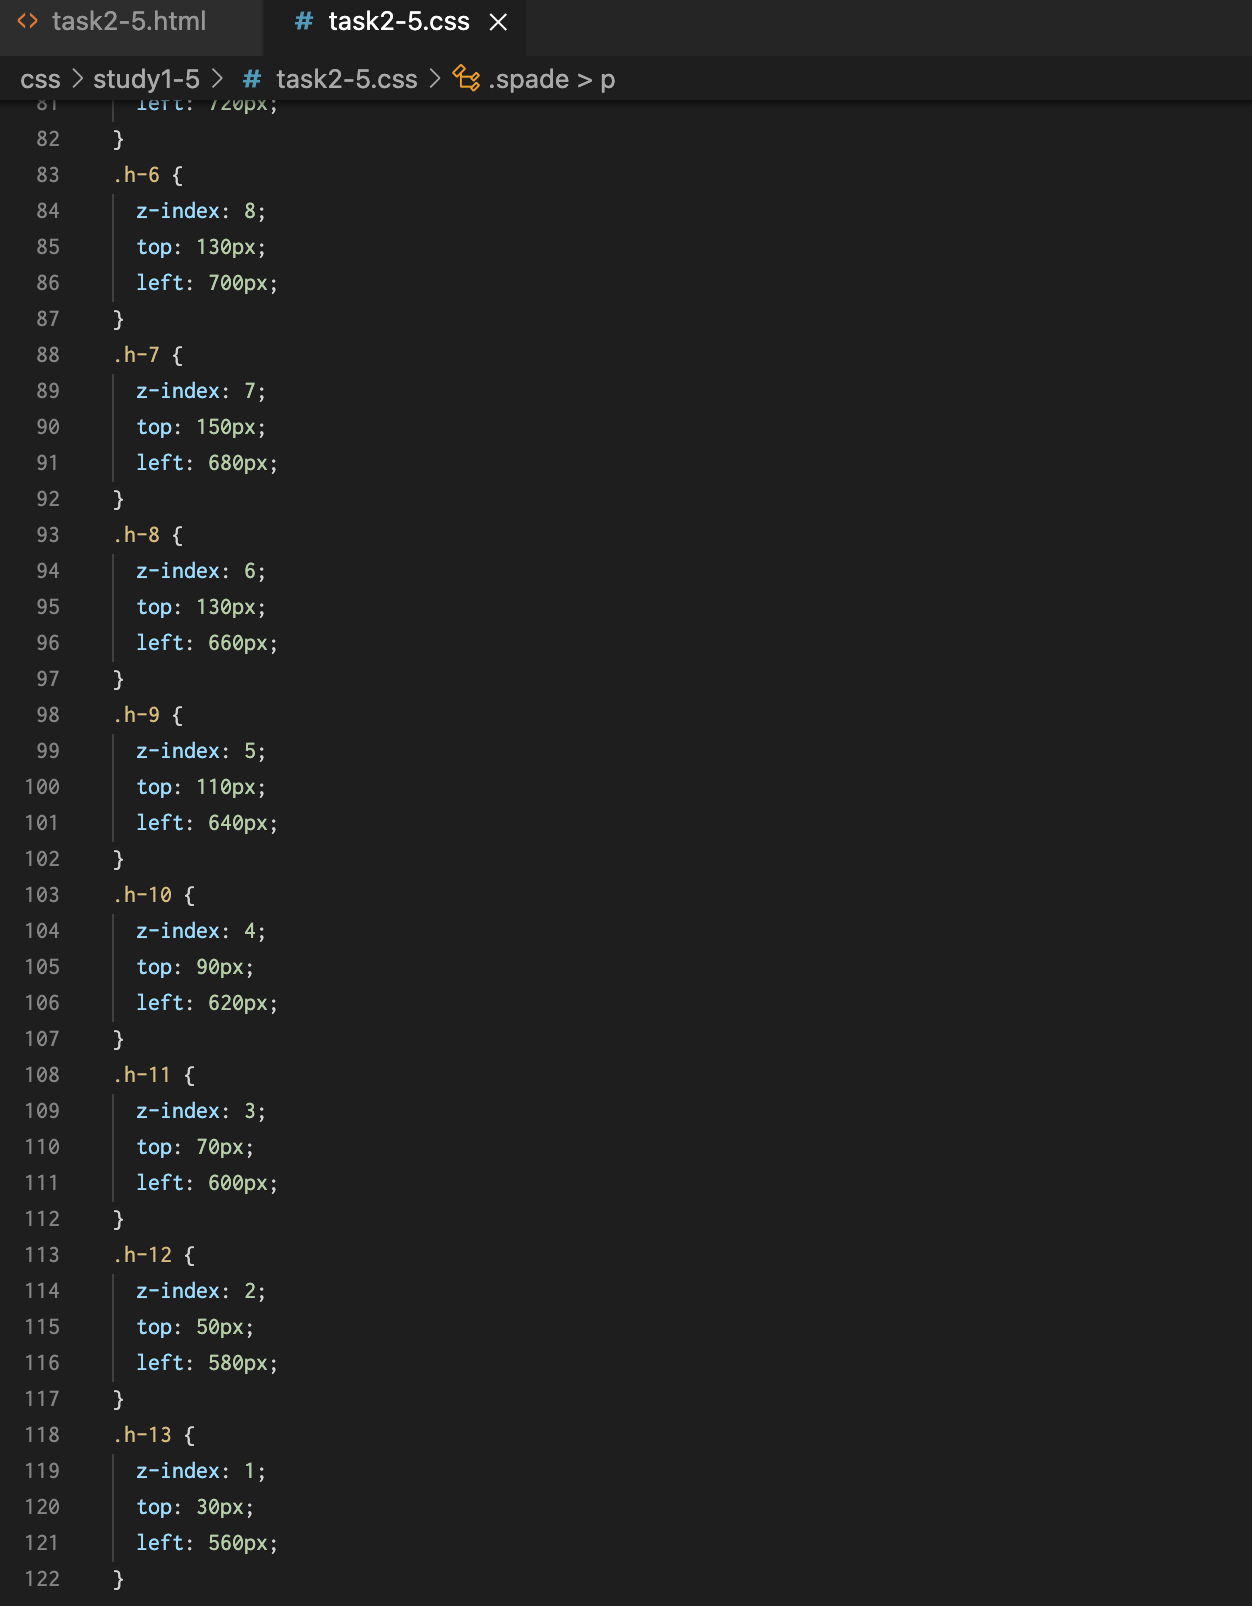 task2-5.html # task2-5.css
css > study1-5 > # task2-5.css > .spade > p
81 left: 720px;
82 }
83 .h-6 {
84 z-index: 8;
85 top: 130px;
86 left: 700px;
87 }
88 .h-7 {
89 z-index: 7;
90 top: 150px;
91 left: 680px;
92 }
93 .h-8 {
94 z-index: 6;
95 top: 130px;
96 left: 660px;
97 }
98 .h-9 {
99 z-index: 5;
100 top: 110px;
101 left: 640px;
102 }
103 .h-10 {
104 z-index: 4;
105 top: 90px;
106 left: 620px;
107 }
108 .h-11 {
109 z-index: 3;
110 top: 70px;
111 left: 600px;
112 }
113 .h-12 {
114 z-index: 2;
115 top: 50px;
116 left: 580px;
117 }
118 .h-13 {
119 z-index: 1;
120 top: 30px;
121 left: 560px;
122 }